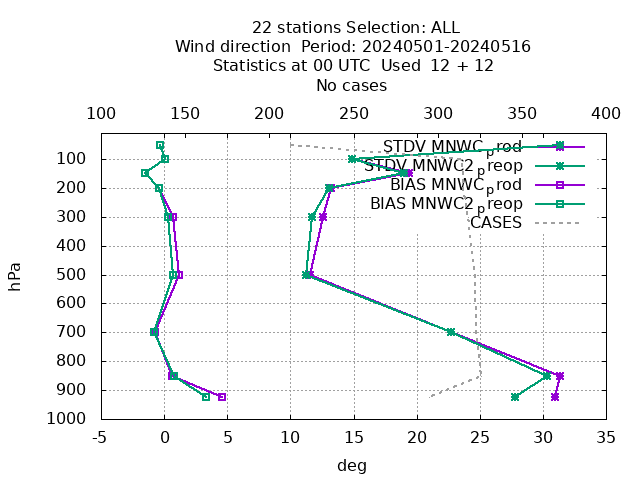 22 stations Selection: ALL
Wind direction  Period: 20240501-20240516
Statistics at 00 UTC  Used  12 + 12
No cases
100 150 200 250 300 350 400
STDV MNWC_prod
STDV MNWC2_preop
BIAS MNWC_prod
BIAS MNWC2_preop
CASES
hPa
100
200
300
400
500
600
700
800
900
1000
-5 0 5 10 15 20 25 30 35
deg